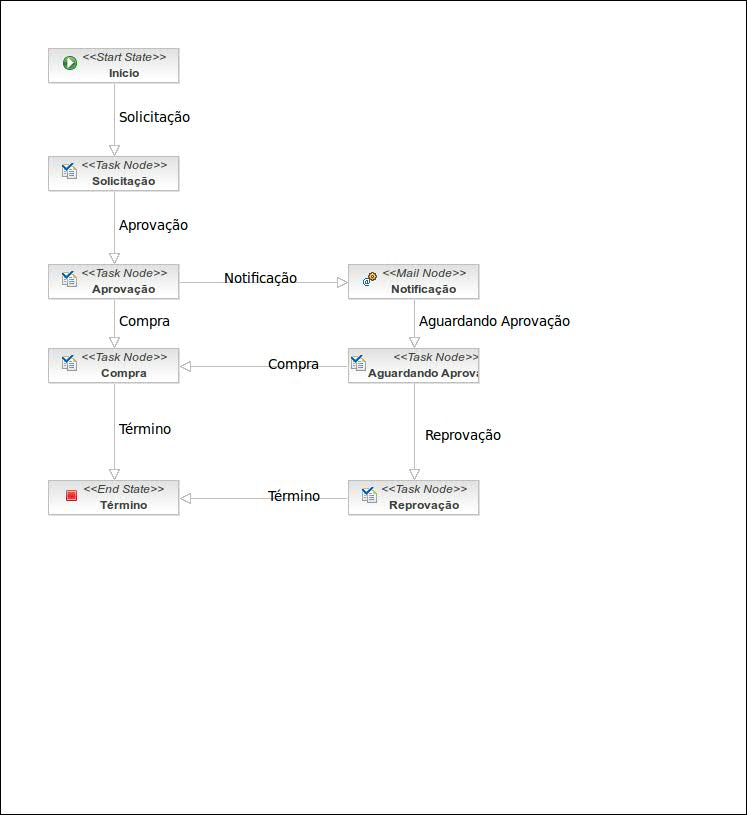 <<Start State>>
Início
Solicitação
<<Task Node>>
Solicitação
Aprovação
<<Task Node>>
Aprovação
Notificação
<<Mail Node>>
Notificação
Compra
Aguardando Aprovação
<<Task Node>>
Compra
Compra
<<Task Node>>
Aguardando Aprova
Término
Reprovação
<<End State>>
Término
Término
<<Task Node>>
Reprovação